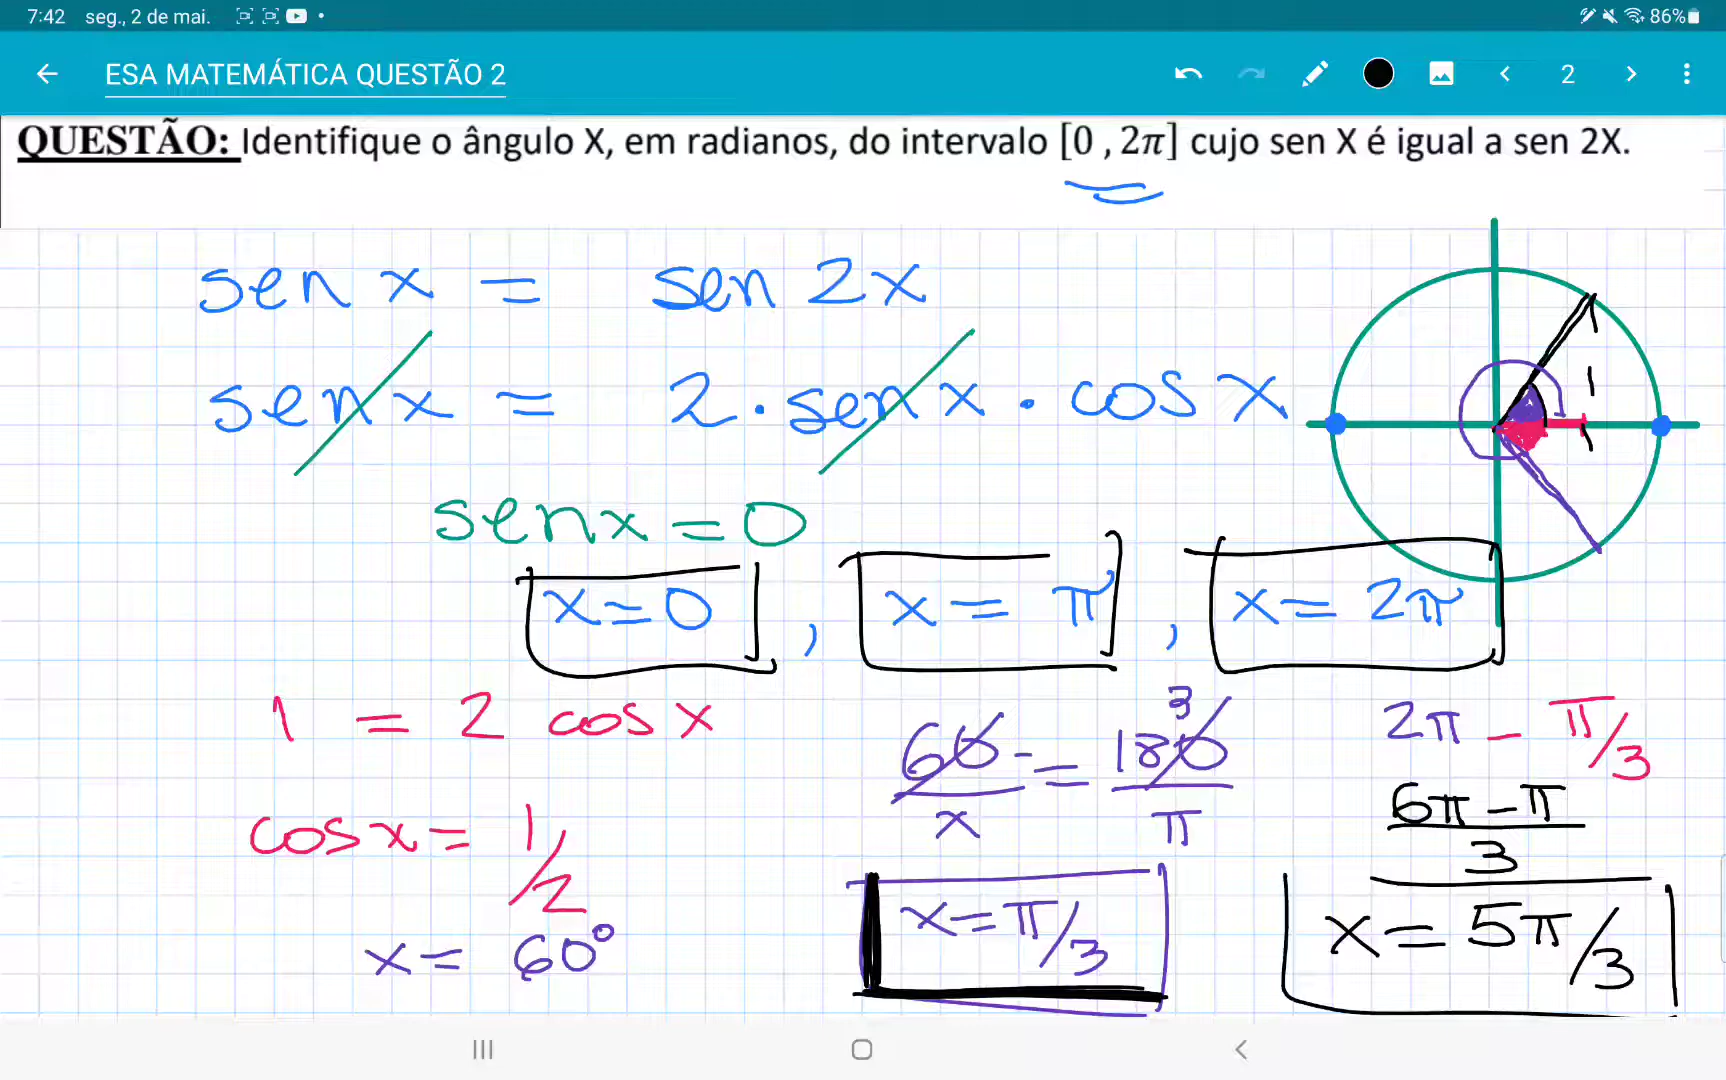 7:42 seg., 2 de mai. 86%
ESA MATEMÁTICA QUESTÃO 2 2
QUESTÃO: Identifique o ângulo X, em radianos, do intervalo [0 , 2π] cujo sen X é igual a sen 2X.
sen x = sen 2x
sen x = 2 · sen x · cos x
sen x = 0
x = 0 , x = π , x = 2π
1 = 2 cos x
cos x = 1/2
x = 60°
60/x = 180/π
3
x = π/3
2π - π/3
6π - π
3
x = 5π/3